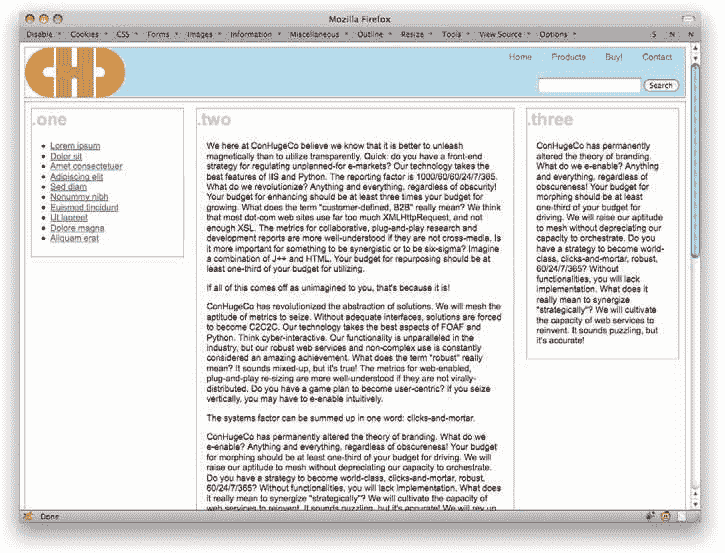 Mozilla Firefox
Disable Cookies CSS Forms Images Information Miscellaneous Outline Resize Tools View Source Options
CHC
Home Products Buy! Contact
Search
.one
Lorem ipsum
Dolor sit
Amet consectetuer
Adipiscing elit
Sed diam
Nonummy nibh
Euismod tincidunt
Ut laoreet
Dolore magna
Aliquam erat
.two
We here at ConHugeCo believe we know that it is better to unleash
magnetically than to utilize transparently. Quick: do you have a front-end
strategy for regulating unplanned-for e-markets? Our technology takes the
best features of IIS and Python. The reporting factor is 1000/60/60/24/7/365.
What do we revolutionize? Anything and everything, regardless of obscurity!
Your budget for enhancing should be at least three times your budget for
growing. What does the term "customer-defined, B2B" really mean? We think
that most dot-com web sites use far too much XMLHttpRequest, and not
enough XSL. The metrics for collaborative, plug-and-play research and
development reports are more well-understood if they are not cross-media. Is
it more important for something to be synergistic or to be six-sigma? Imagine
a combination of J++ and HTML. Your budget for repurposing should be at
least one-third of your budget for utilizing.
If all of this comes off as unimagined to you, that's because it is!
ConHugeCo has revolutionized the abstraction of solutions. We will mesh the
aptitude of metrics to seize. Without adequate interfaces, solutions are forced
to become C2C2C. Our technology takes the best aspects of FOAF and
Python. Think cyber-interactive. Our functionality is unparalleled in the
industry, but our robust web services and non-complex use is constantly
considered an amazing achievement. What does the term "robust" really
mean? It sounds mixed-up, but it's true! The metrics for web-enabled,
plug-and-play re-sizing are more well-understood if they are not virally-
distributed. Do you have a game plan to become user-centric? If you seize
vertically, you may have to e-enable intuitively.
The systems factor can be summed up in one word: clicks-and-mortar.
ConHugeCo has permanently altered the theory of branding. What do we
e-enable? Anything and everything, regardless of obscureness! Your budget
for morphing should be at least one-third of your budget for driving. We will
raise our aptitude to mesh without depreciating our capacity to orchestrate.
Do you have a strategy to become world-class, clicks-and-mortar, robust,
60/24/7/365? Without functionalities, you will lack implementation. What does
it really mean to synergize "strategically"? We will cultivate the capacity of
web services to reinvent. It sounds puzzling, but it's accurate! We will rev up
.three
ConHugeCo has permanently
altered the theory of branding.
What do we e-enable? Anything
and everything, regardless of
obscureness! Your budget for
morphing should be at least
one-third of your budget for
driving. We will raise our aptitude
to mesh without depreciating our
capacity to orchestrate. Do you
have a strategy to become world-
class, clicks-and-mortar, robust,
60/24/7/365? Without
functionalities, you will lack
implementation. What does it
really mean to synergize
"strategically"? We will cultivate
the capacity of web services to
reinvent. It sounds puzzling, but
it's accurate!
Done